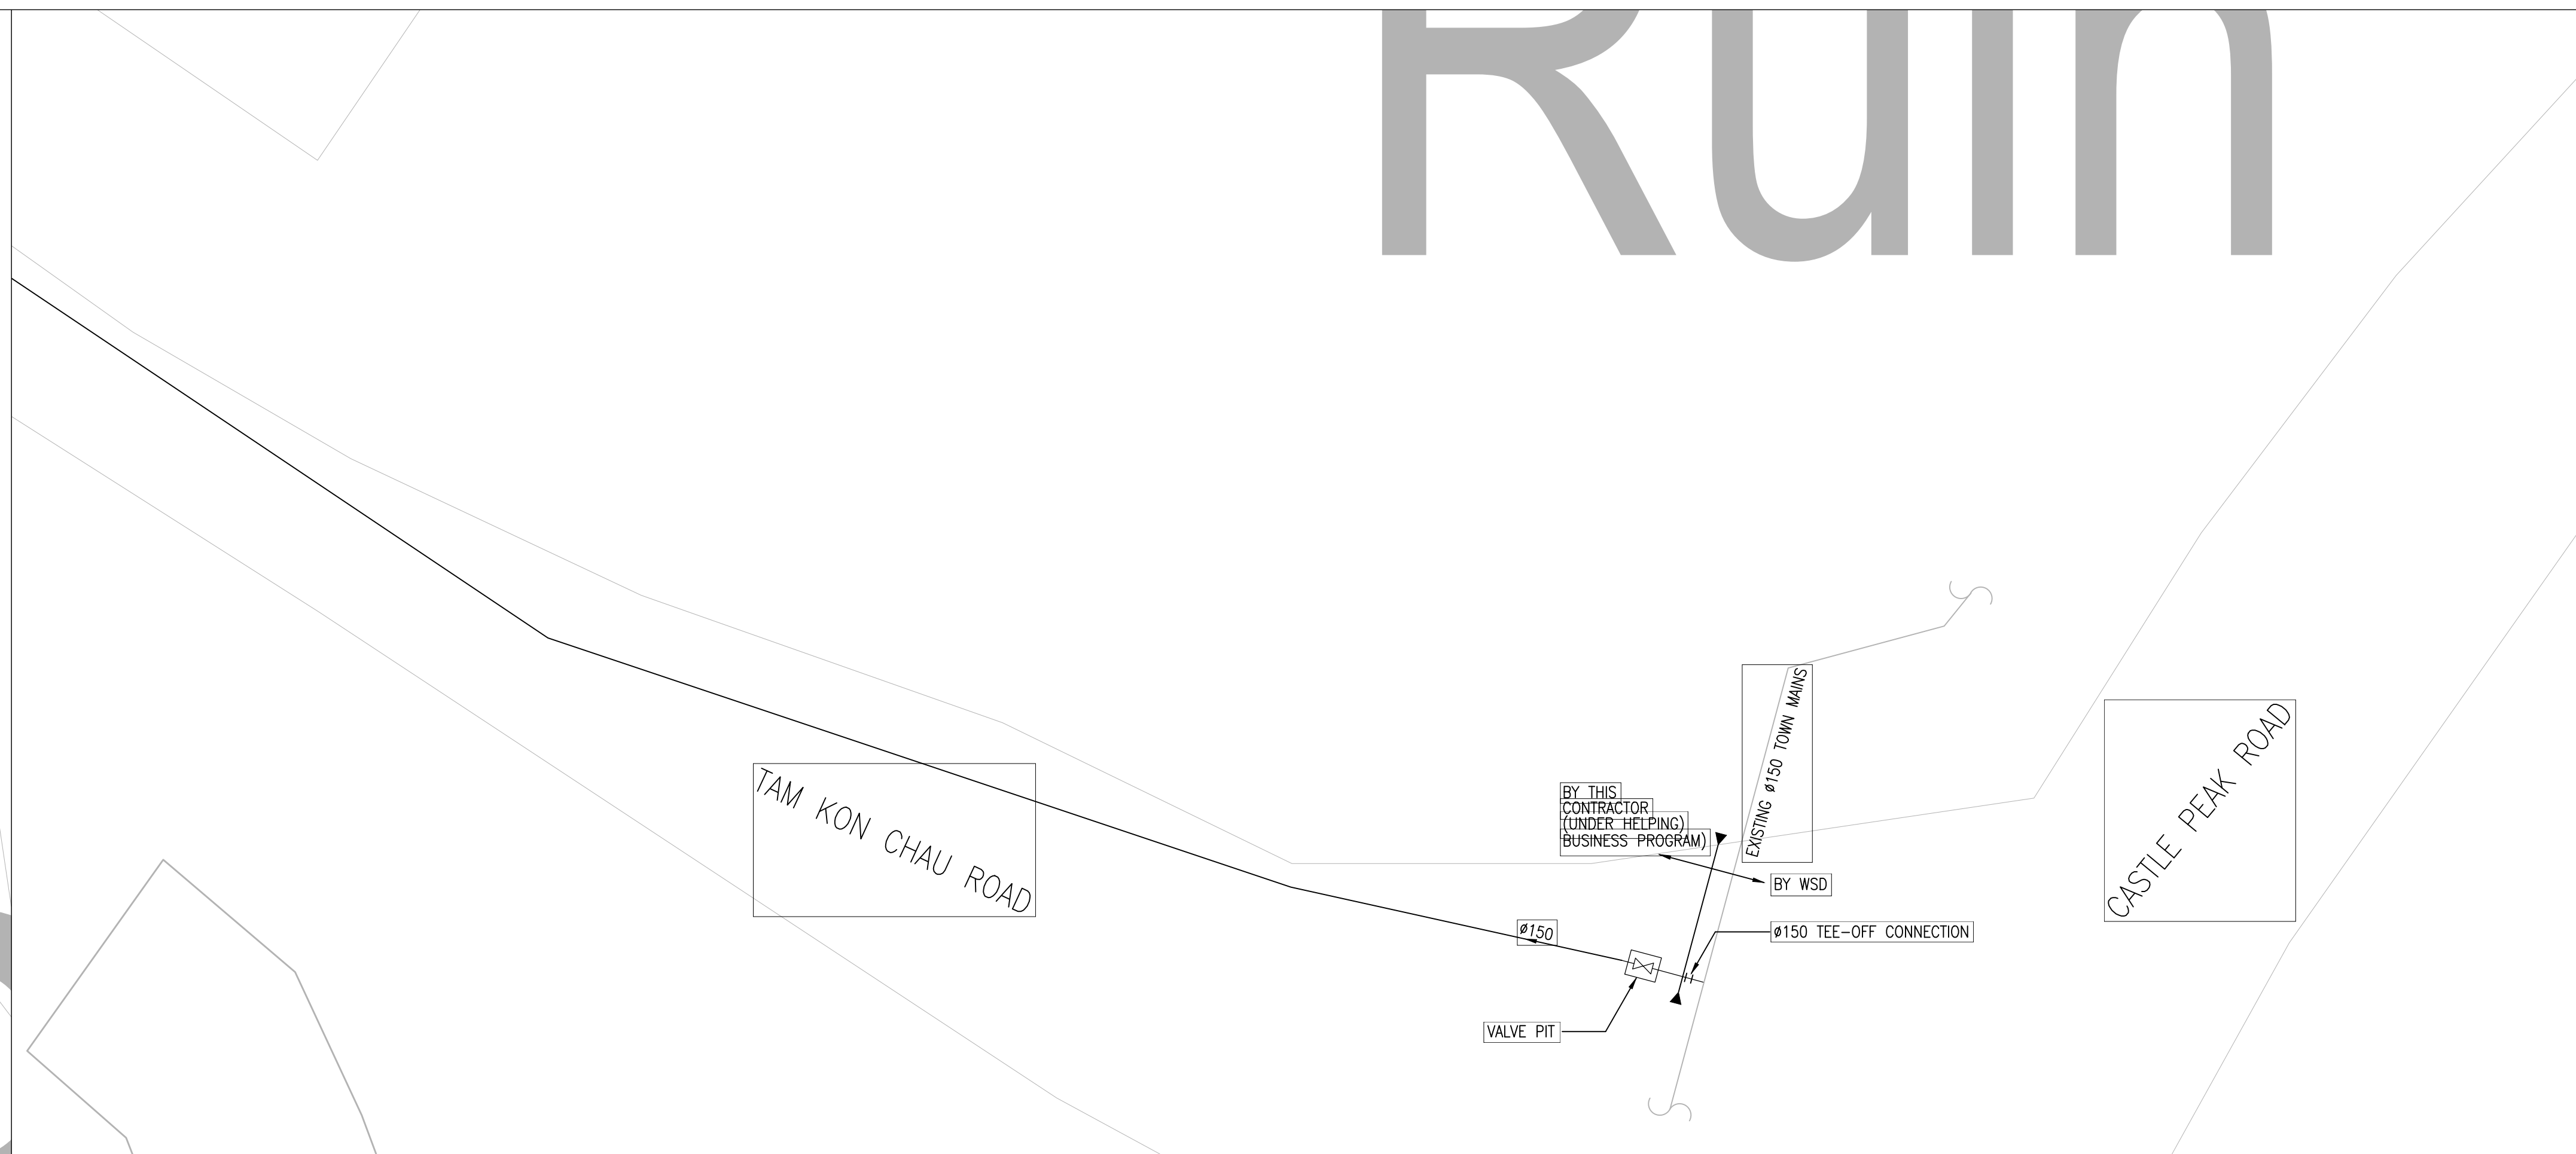 Ruin
EXISTING ø150 TOWN MAINS
CASTLE PEAK ROAD
TAM KON CHAU ROAD
BY THIS
CONTRACTOR
(UNDER HELPING)
BUSINESS PROGRAM)
BY WSD
ø150
ø150 TEE-OFF CONNECTION
VALVE PIT